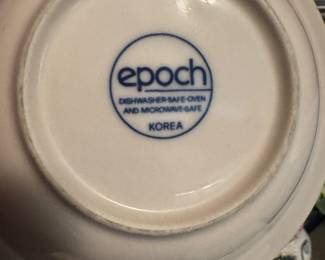 epoch
DISHWASHER-SAFE-OVEN
AND MICROWAVE-SAFE
KOREA